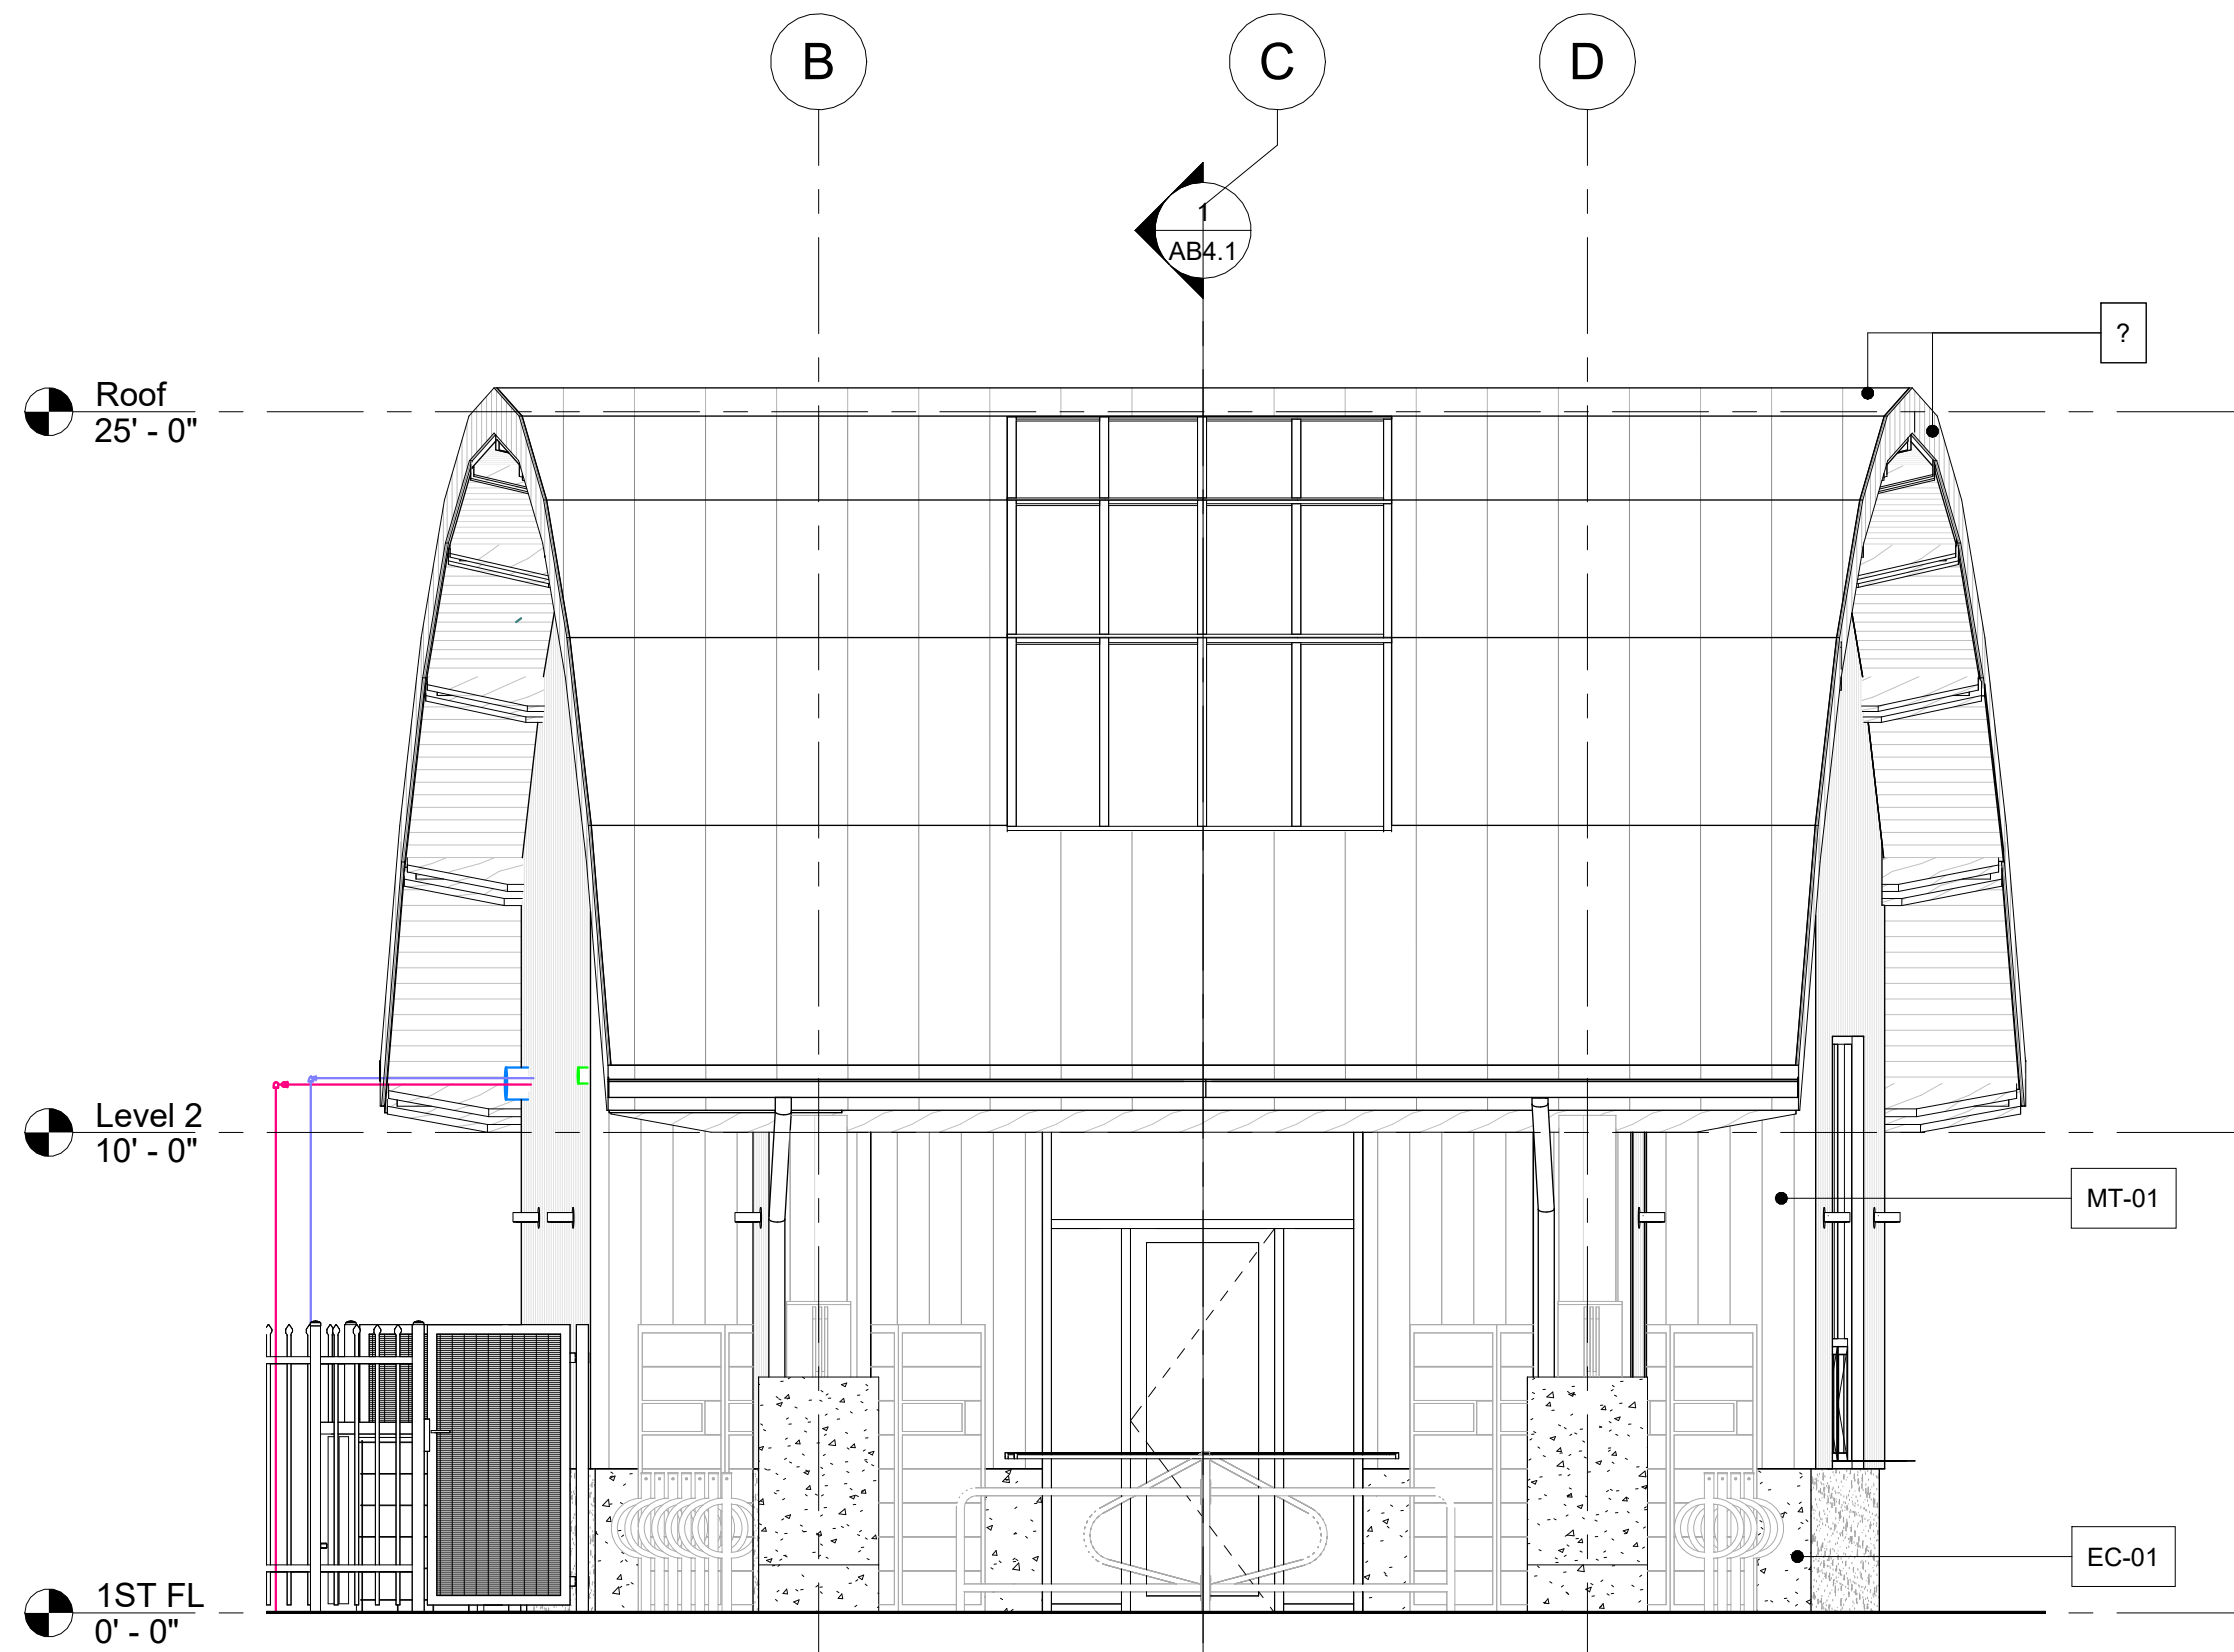 B
C
D
1
AB4.1
?
Roof
25' - 0"
Level 2
10' - 0"
MT-01
EC-01
1ST FL
0' - 0"